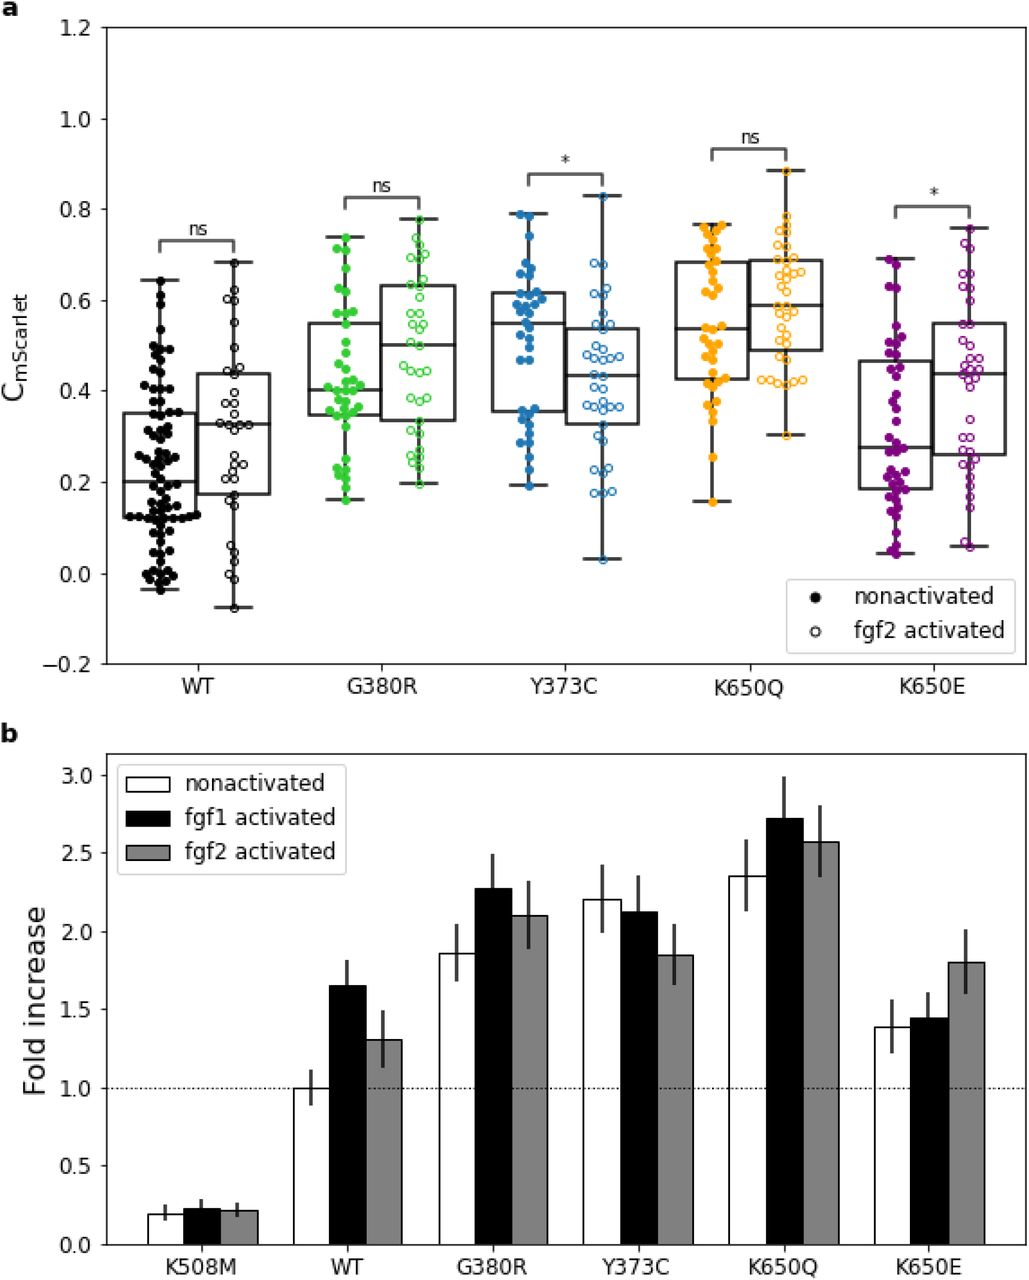 a
1.2
1.0
0.8
0.6
0.4
0.2
0.0
−0.2
CmScarlet
ns
ns
*
ns
*
nonactivated
fgf2 activated
WT
G380R
Y373C
K650Q
K650E
b
3.0
2.5
2.0
1.5
1.0
0.5
0.0
Fold increase
nonactivated
fgf1 activated
fgf2 activated
K508M
WT
G380R
Y373C
K650Q
K650E